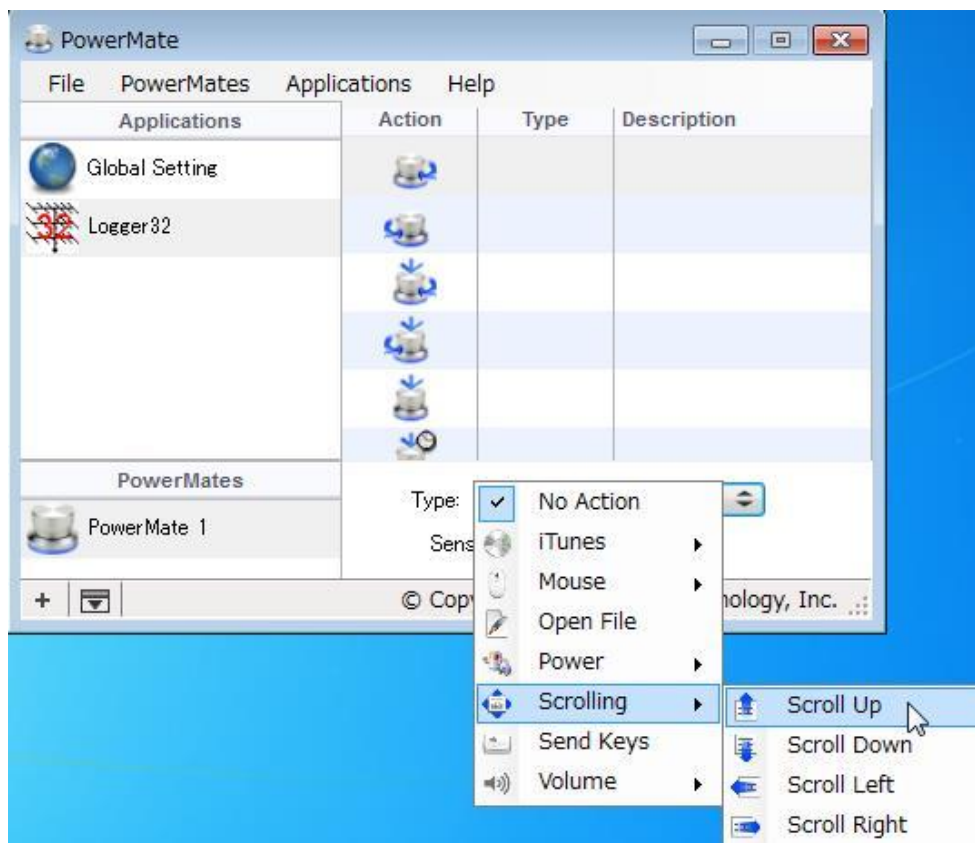 PowerMate
File PowerMates Applications Help
Applications Action Type Description
Global Setting
32 Logger32
PowerMates
PowerMate 1
Type:
Sens
No Action
iTunes
Mouse
Open File
Power
Scrolling
Send Keys
Volume
Scroll Up
Scroll Down
Scroll Left
Scroll Right
© Cop nology, Inc.